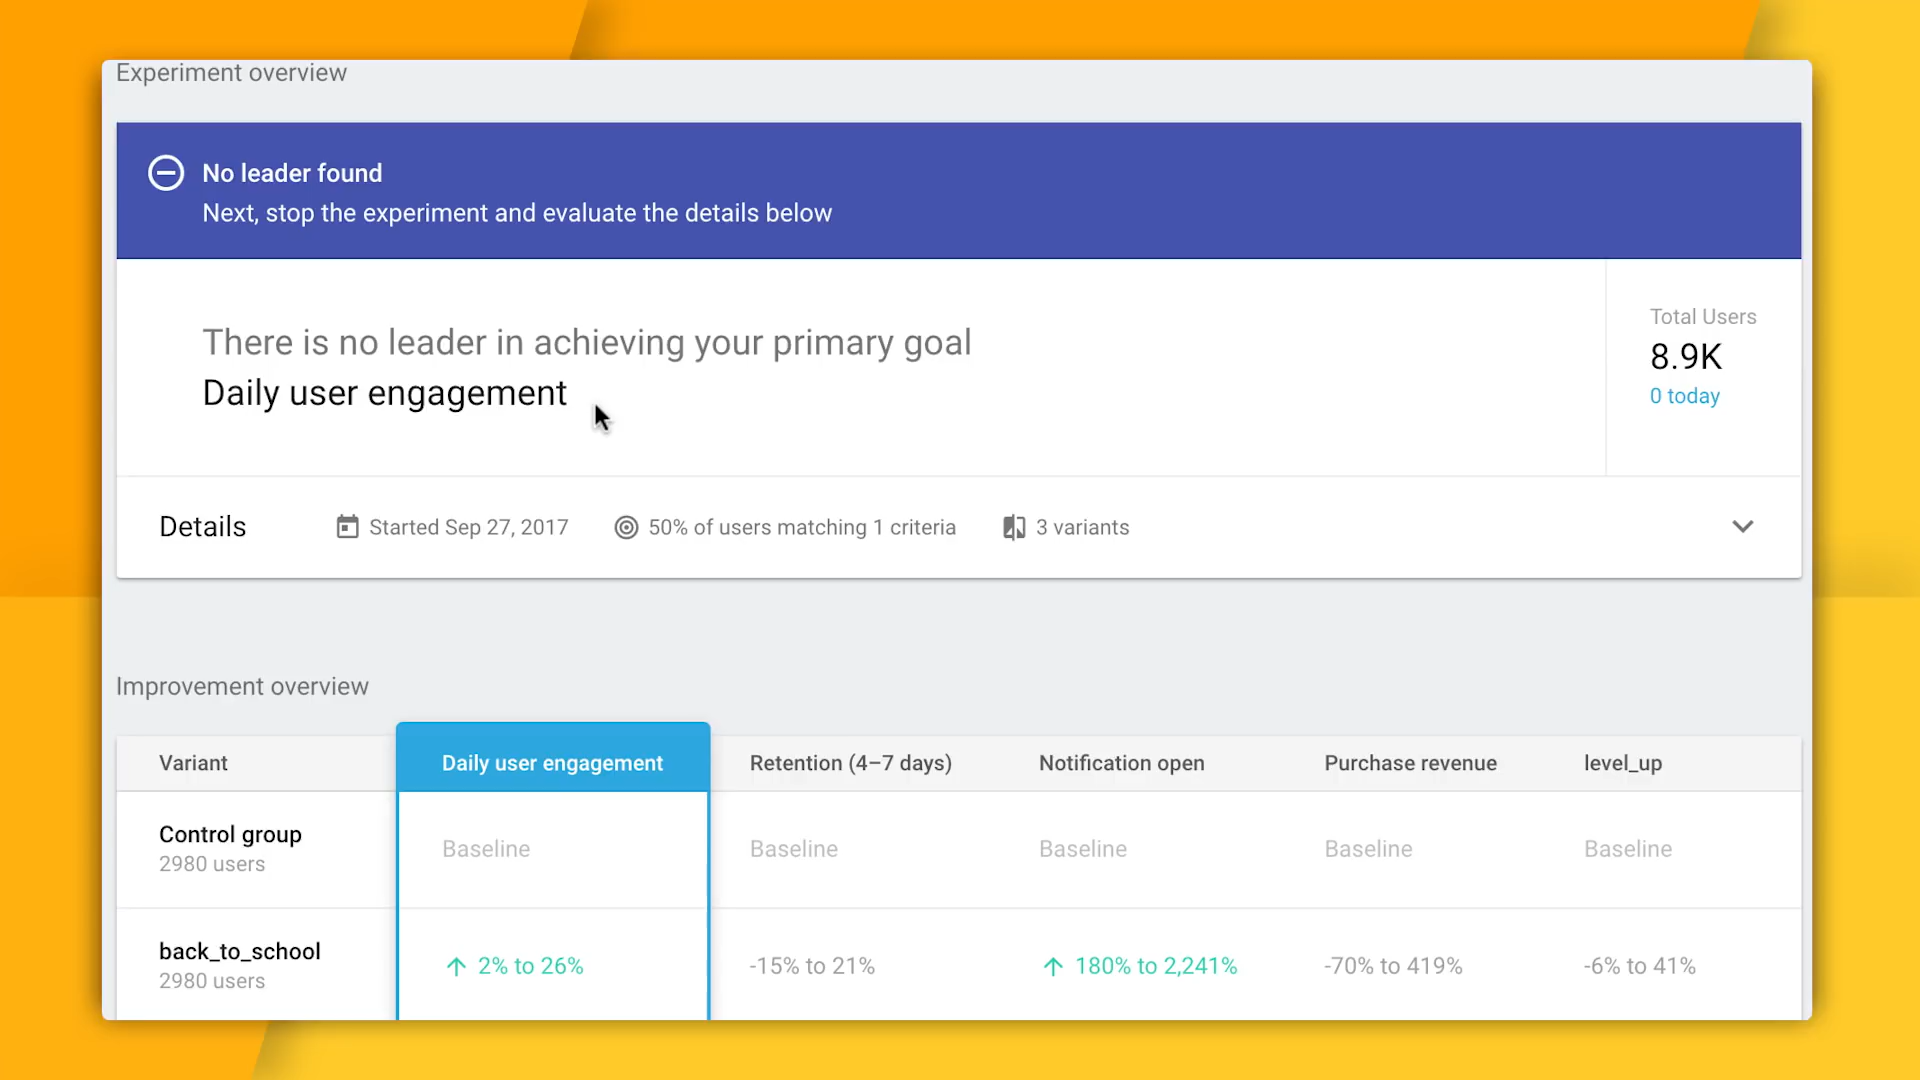 Experiment overview
No leader found
Next, stop the experiment and evaluate the details below
There is no leader in achieving your primary goal
Daily user engagement
Total Users
8.9K
0 today
Details
Started Sep 27, 2017
50% of users matching 1 criteria
3 variants
Improvement overview
Variant
Daily user engagement
Retention (4–7 days)
Notification open
Purchase revenue
level_up
Control group
2980 users
Baseline
Baseline
Baseline
Baseline
Baseline
back_to_school
2980 users
2% to 26%
-15% to 21%
180% to 2,241%
-70% to 419%
-6% to 41%